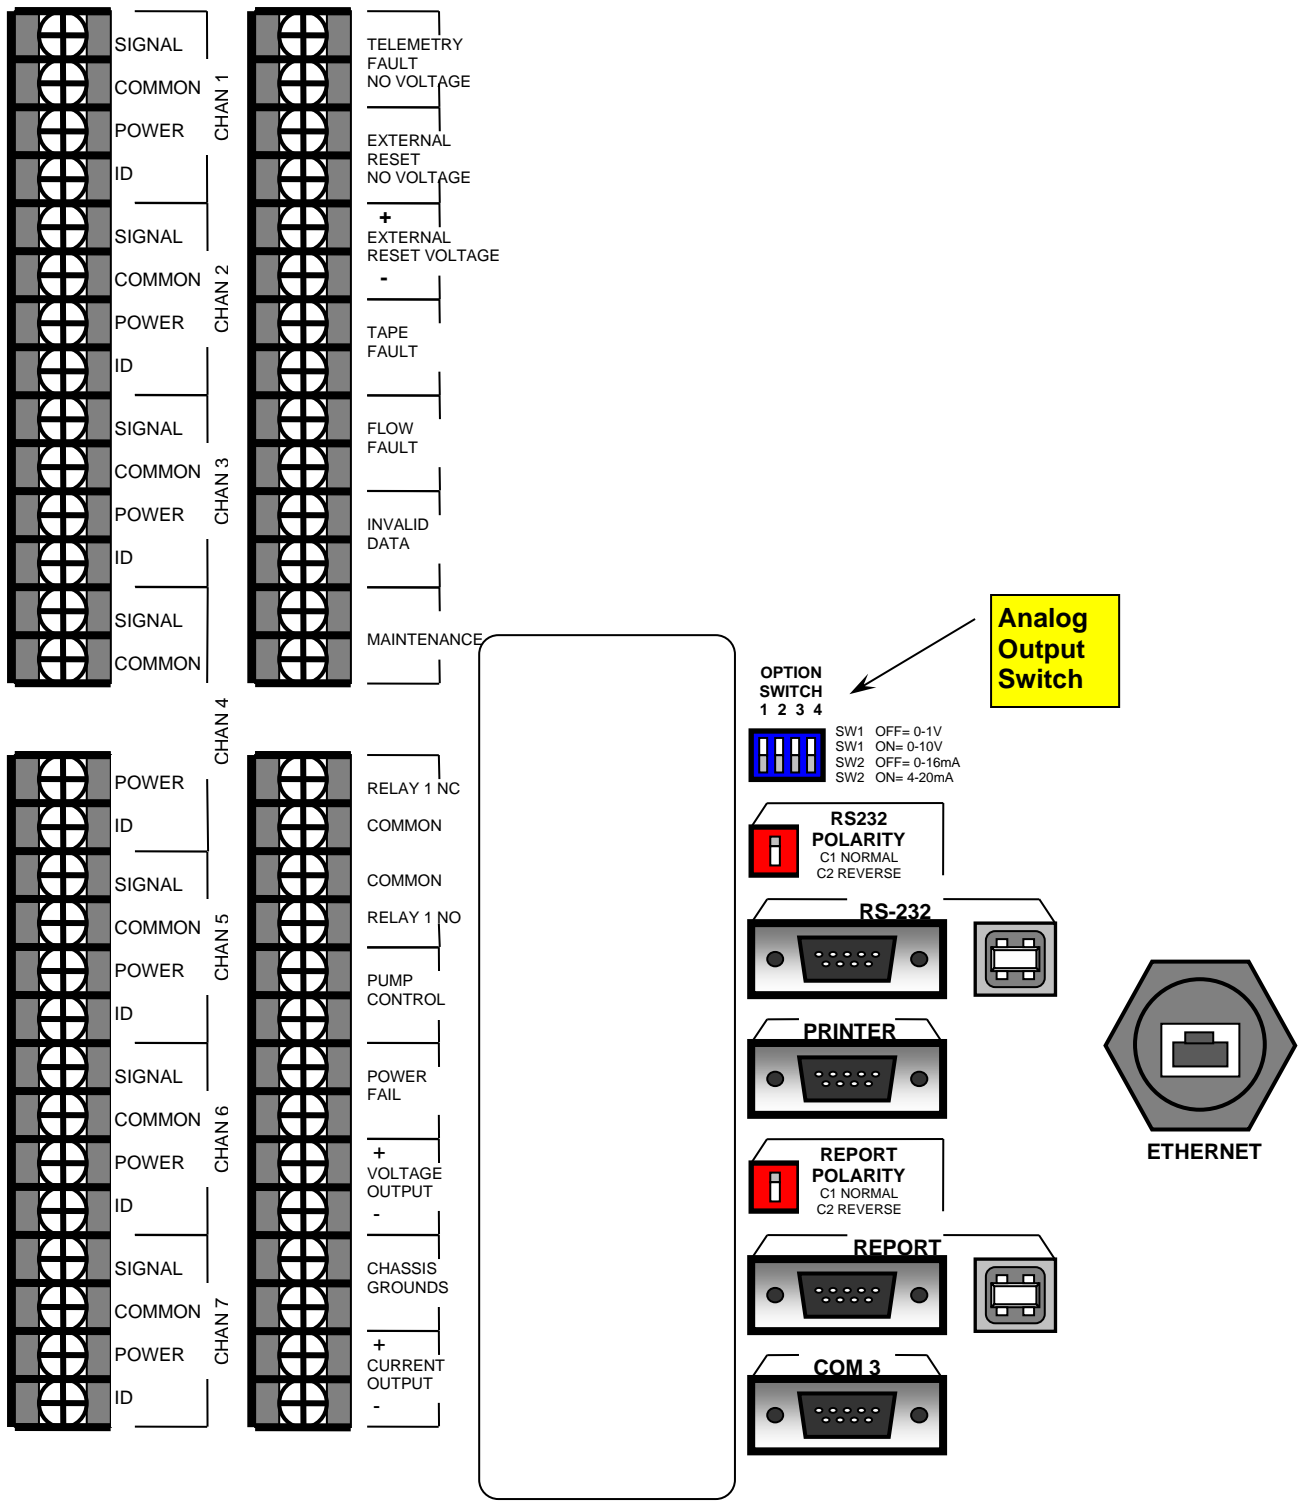 SIGNAL
COMMON
POWER
ID
CHAN 1
SIGNAL
COMMON
POWER
ID
CHAN 2
SIGNAL
COMMON
POWER
ID
CHAN 3
SIGNAL
COMMON
POWER
ID
CHAN 4
SIGNAL
COMMON
POWER
ID
CHAN 5
SIGNAL
COMMON
POWER
ID
CHAN 6
SIGNAL
COMMON
POWER
ID
CHAN 7
TELEMETRY
FAULT
NO VOLTAGE
EXTERNAL
RESET
NO VOLTAGE
+
EXTERNAL
RESET VOLTAGE
-
TAPE
FAULT
FLOW
FAULT
INVALID
DATA
MAINTENANCE
RELAY 1 NC
COMMON
COMMON
RELAY 1 NO
PUMP
CONTROL
POWER
FAIL
+
VOLTAGE
OUTPUT
-
CHASSIS
GROUNDS
+
CURRENT
OUTPUT
-
Analog
Output
Switch
OPTION
SWITCH
1 2 3 4
SW1 OFF= 0-1V
SW1 ON= 0-10V
SW2 OFF= 0-16mA
SW2 ON= 4-20mA
RS232
POLARITY
C1 NORMAL
C2 REVERSE
RS-232
PRINTER
REPORT
POLARITY
C1 NORMAL
C2 REVERSE
REPORT
COM 3
ETHERNET